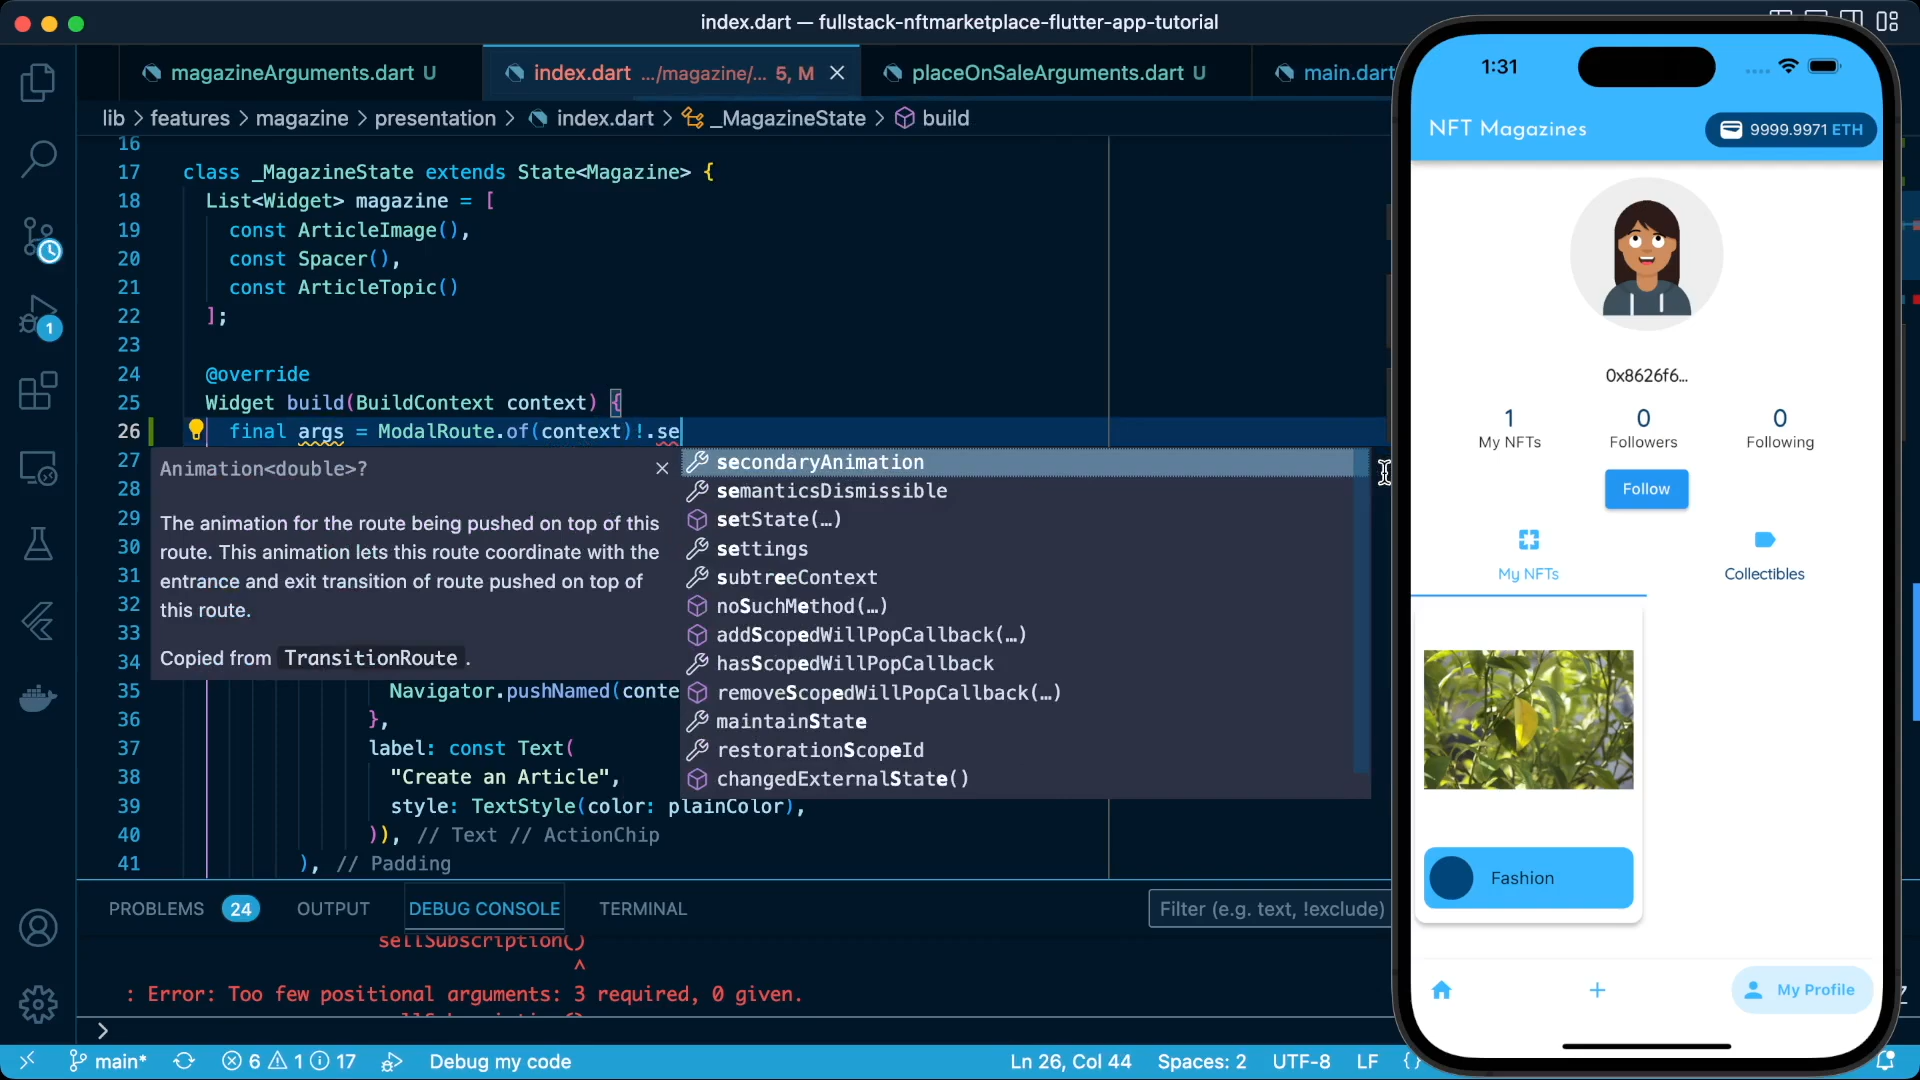 index.dart — fullstack-nftmarketplace-flutter-app-tutorial
magazineArguments.dart U
index.dart .../magazine/... 5, M
placeOnSaleArguments.dart U
main.dart
lib > features > magazine > presentation > index.dart > _MagazineState > build
16
17 class _MagazineState extends State<Magazine> {
18 List<Widget> magazine = [
19 const ArticleImage(),
20 const Spacer(),
21 const ArticleTopic()
22 ];
23
24 @override
25 Widget build(BuildContext context) {
26 final args = ModalRoute.of(context)!.se
27
28
29
30
31
32
33
34
35 Navigator.pushNamed(conte
36 },
37 label: const Text(
38 "Create an Article",
39 style: TextStyle(color: plainColor),
40 )), // Text // ActionChip
41 ), // Padding
Animation<double>?
The animation for the route being pushed on top of this
route. This animation lets this route coordinate with the
entrance and exit transition of route pushed on top of
this route.
Copied from TransitionRoute .
secondaryAnimation
semanticsDismissible
setState(…)
settings
subtreeContext
noSuchMethod(…)
addScopedWillPopCallback(…)
hasScopedWillPopCallback
removeScopedWillPopCallback(…)
maintainState
restorationScopeId
changedExternalState()
PROBLEMS 24 OUTPUT DEBUG CONSOLE TERMINAL
Filter (e.g. text, !exclude)
sellSubscription()
^
: Error: Too few positional arguments: 3 required, 0 given.
>
main* 6 1 17 Debug my code
Ln 26, Col 44 Spaces: 2 UTF-8 LF {
1
1:31
NFT Magazines
9999.9971 ETH
0x8626f6...
1 0 0
My NFTs Followers Following
Follow
My NFTs Collectibles
Fashion
My Profile